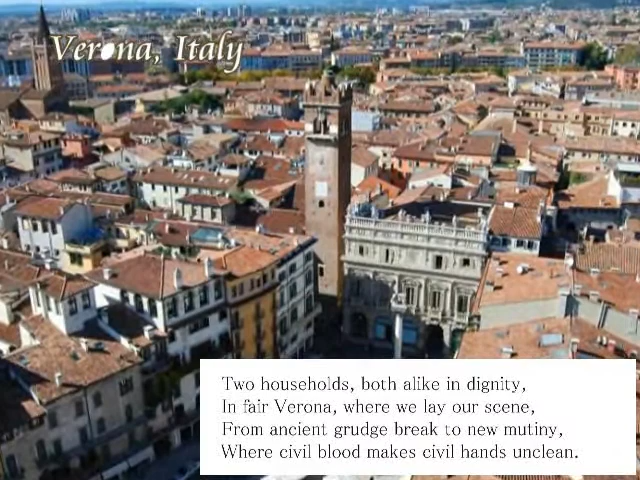 Verona, Italy
Two households, both alike in dignity,
In fair Verona, where we lay our scene,
From ancient grudge break to new mutiny,
Where civil blood makes civil hands unclean.